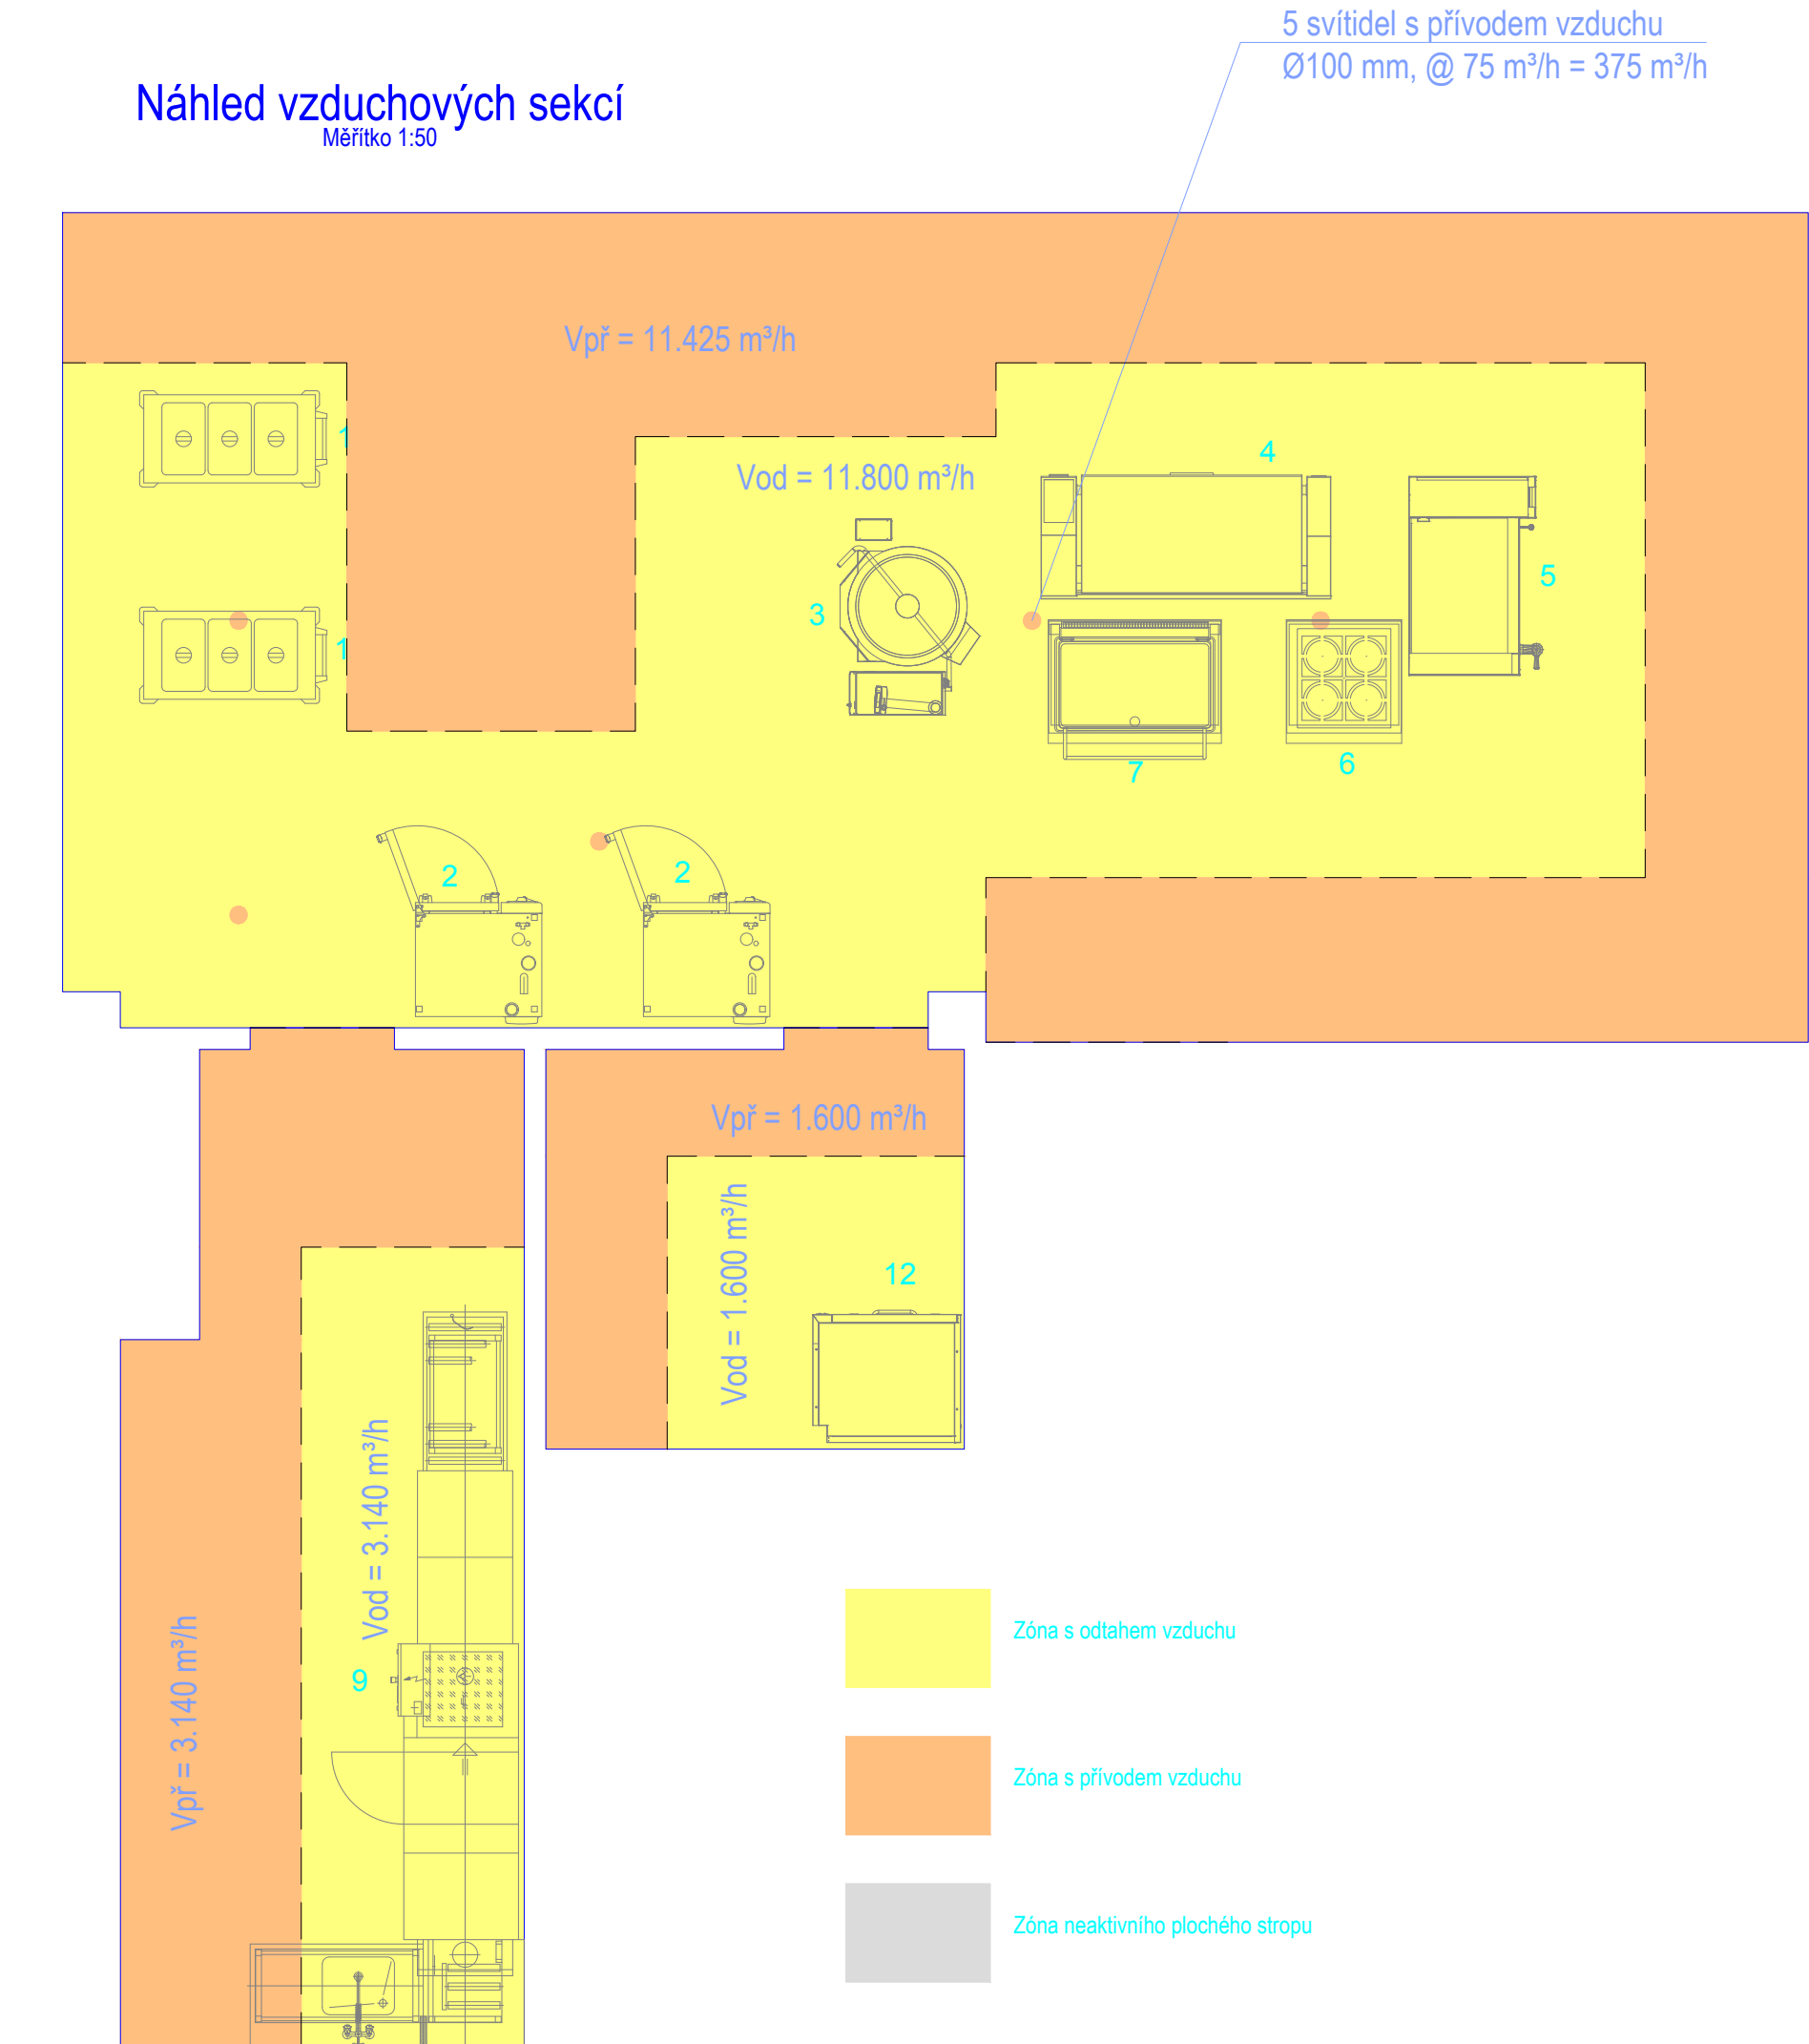 5 svítidel s přívodem vzduchu
Ø100 mm, @ 75 m³/h = 375 m³/h
Náhled vzduchových sekcí
Měřítko 1:50
Vpř = 11.425 m³/h
1
4
Vod = 11.800 m³/h
5
3
1
7
6
2
2
Vpř = 1.600 m³/h
Vod = 1.600 m³/h
12
Vod = 3.140 m³/h
Zóna s odtahem vzduchu
9
Vpř = 3.140 m³/h
Zóna s přívodem vzduchu
Zóna neaktivního plochého stropu